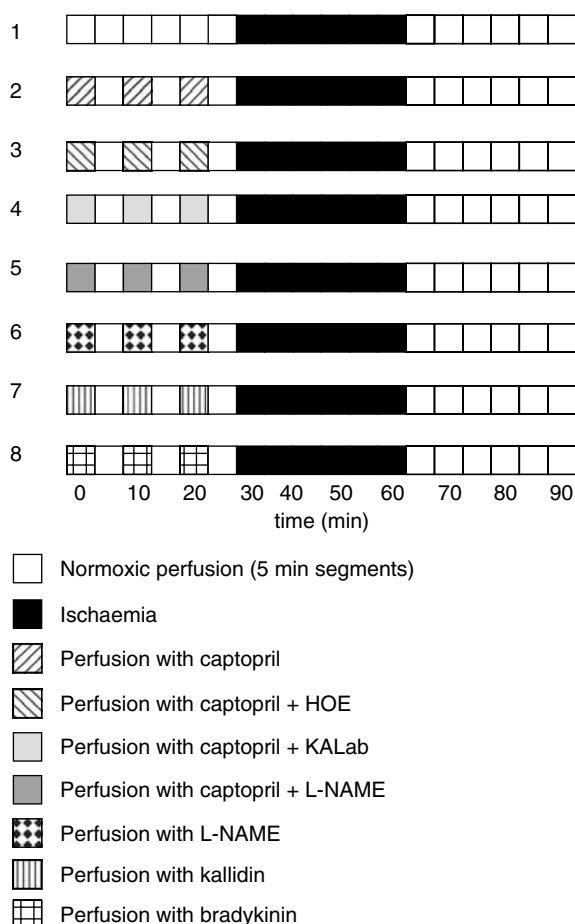 1
2
3
4
5
6
7
8
0 10 20 30 40 50 60 70 80 90
time (min)
Normoxic perfusion (5 min segments)
Ischaemia
Perfusion with captopril
Perfusion with captopril + HOE
Perfusion with captopril + KALab
Perfusion with captopril + L-NAME
Perfusion with L-NAME
Perfusion with kallidin
Perfusion with bradykinin